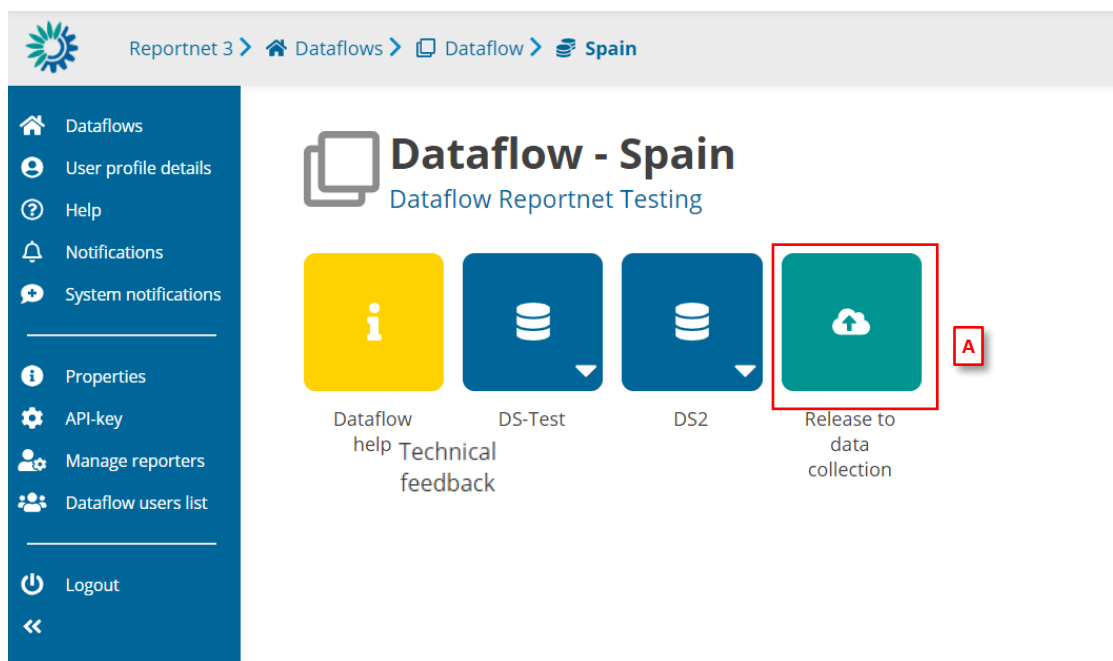 Reportnet 3 Dataflows Dataflow Spain
Dataflows
User profile details
Help
Notifications
System notifications
Properties
API-key
Manage reporters
Dataflow users list
Logout
Dataflow - Spain
Dataflow Reportnet Testing
A
Dataflow
help
Technical
feedback
DS-Test
DS2
Release to
data
collection